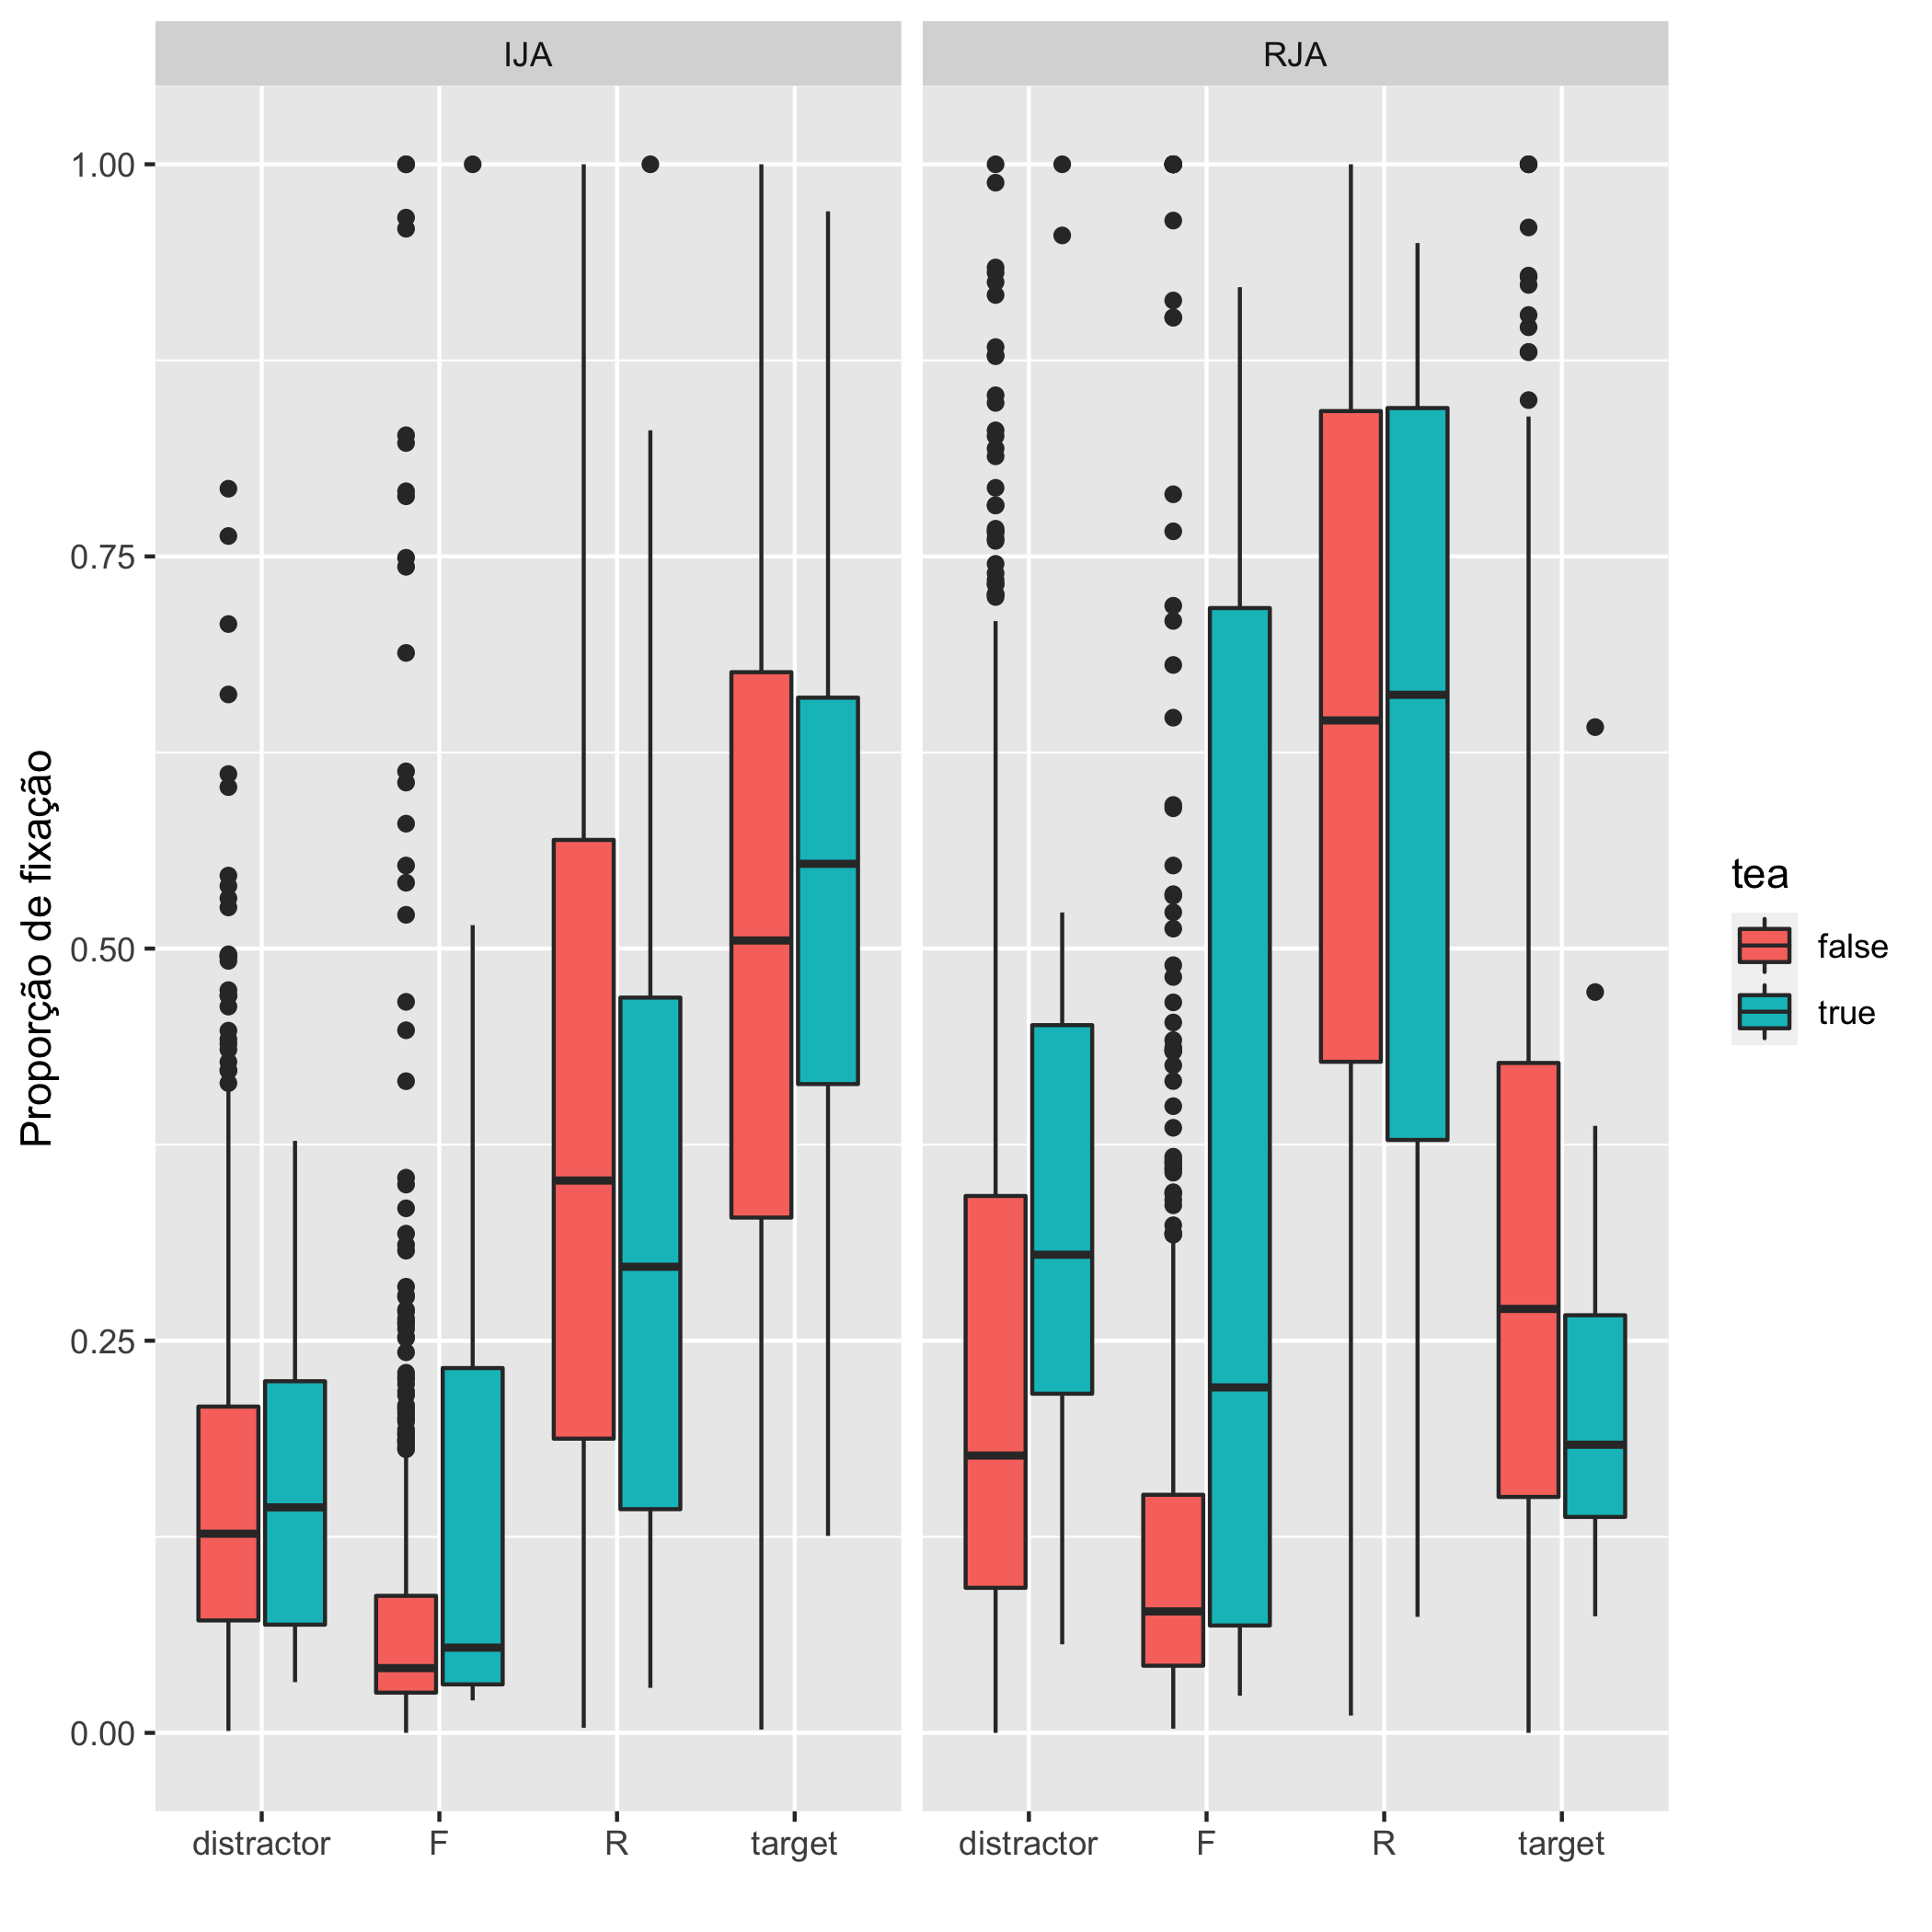 IJA
RJA
1.00
0.75
0.50
0.25
0.00
Proporção de fixação
distractor
F
R
target
distractor
F
R
target
tea
false
true